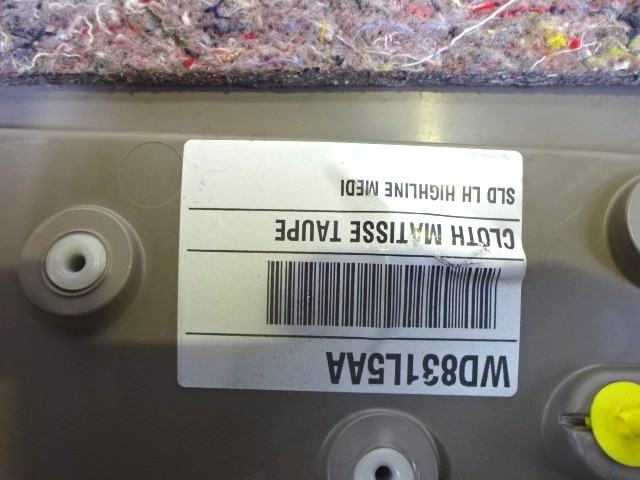 WD831L5AA
CLOTH MATISSE TAUPE
SLD LH HIGHLINE MEDI